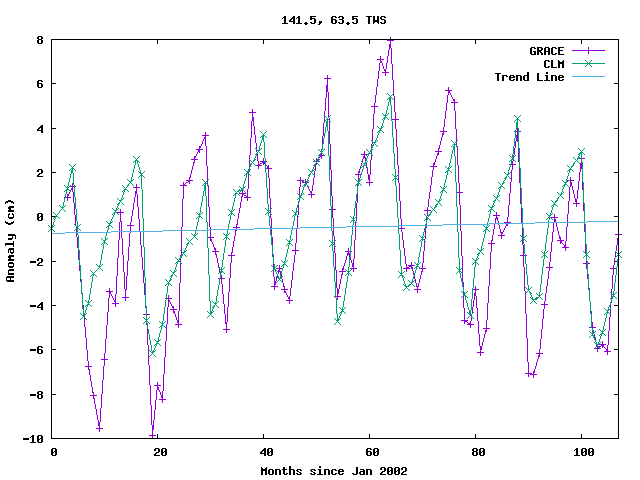 141.5, 63.5 TWS
GRACE
CLM
Trend Line
8
6
4
2
0
-2
-4
-6
-8
-10
Anomaly (cm)
0 20 40 60 80 100
Months since Jan 2002